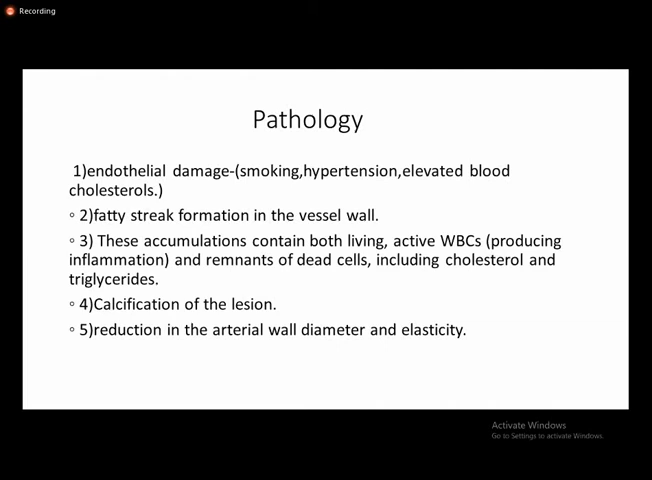 Recording
Pathology
1)endothelial damage-(smoking,hypertension,elevated blood
cholesterols.)
◦ 2)fatty streak formation in the vessel wall.
◦ 3) These accumulations contain both living, active WBCs (producing
inflammation) and remnants of dead cells, including cholesterol and
triglycerides.
◦ 4)Calcification of the lesion.
◦ 5)reduction in the arterial wall diameter and elasticity.
Activate Windows
Go to Settings to activate Windows.